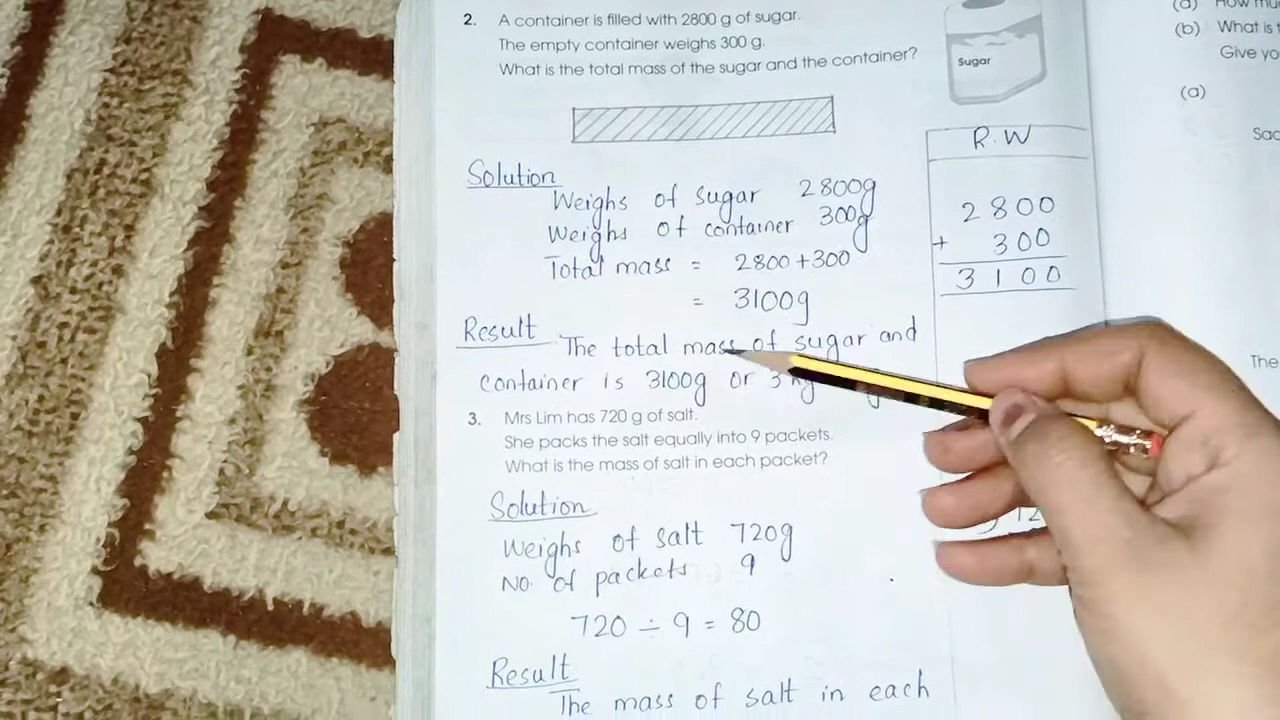 2. A container is filled with 2800 g of sugar.
The empty container weighs 300 g.
What is the total mass of the sugar and the container?
Sugar
R.W
2800
+ 300
3100
Solution
Weighs of sugar 2800g
Weighs of container 300g
Total mass = 2800+300
= 3100g
Result The total mass of sugar and
container is 3100g or 3
3. Mrs Lim has 720 g of salt.
She packs the salt equally into 9 packets.
What is the mass of salt in each packet?
Solution
Weighs of salt 720g
No. of packets 9
720 ÷ 9 = 80
Result
The mass of salt in each
(a)
(b) What is
Give
(a)
The